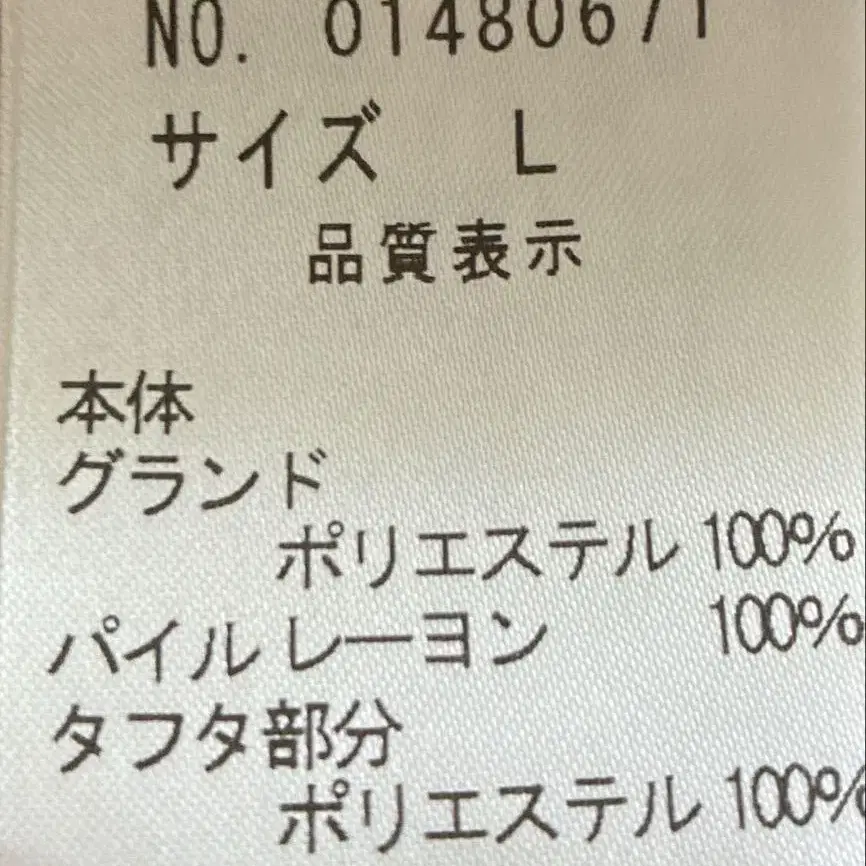 NO. 01480671
サイズ L
品質表示
本体
グランド
ポリエステル 100%
パイル レーヨン 100%
タフタ部分
ポリエステル 100%